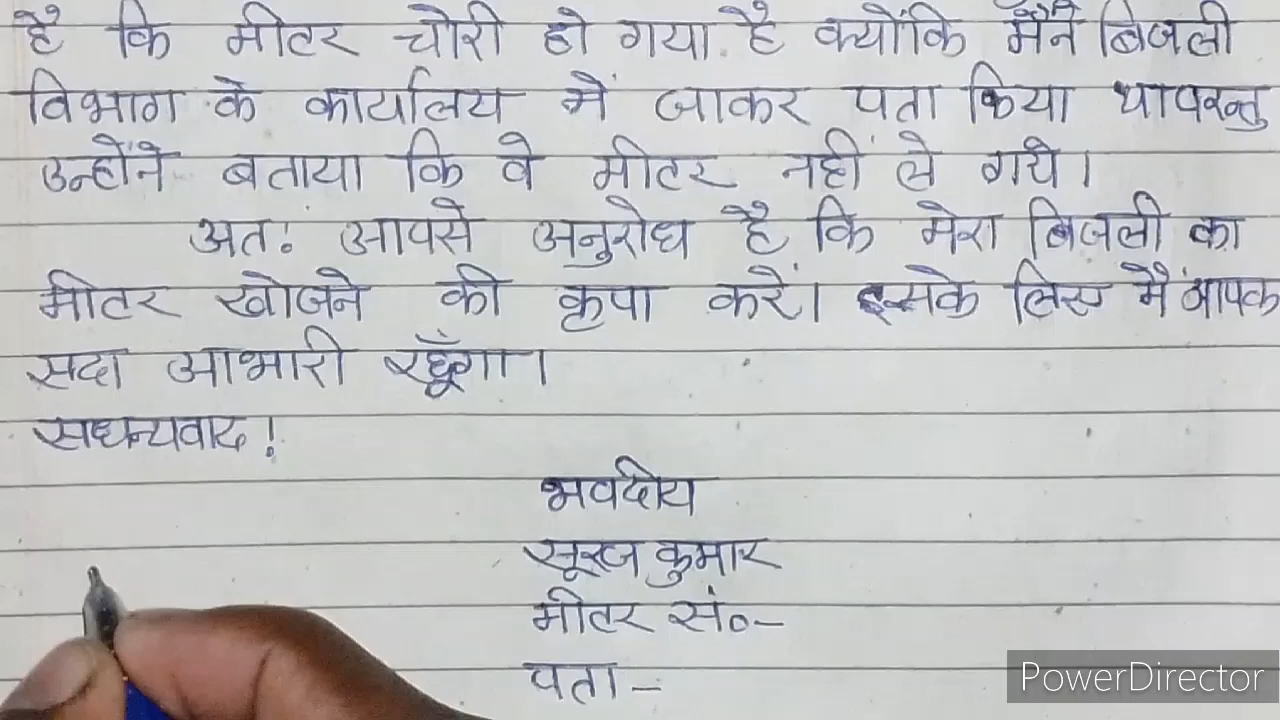 है कि मीटर चोरी हो गया है क्योंकि मैंने बिजली
विभाग के कार्यालय में जाकर पता किया था परन्तु
उन्होंने बताया कि वे मीटर नहीं ले गये।
अतः आपसे अनुरोध है कि मेरा बिजली का
मीटर खोजने की कृपा करें। इसके लिए मैं आपक
सदा आभारी रहूँगा।
सधन्यवाद!
भवदीय
सूरज कुमार
मीटर सं०-
पता-
PowerDirector